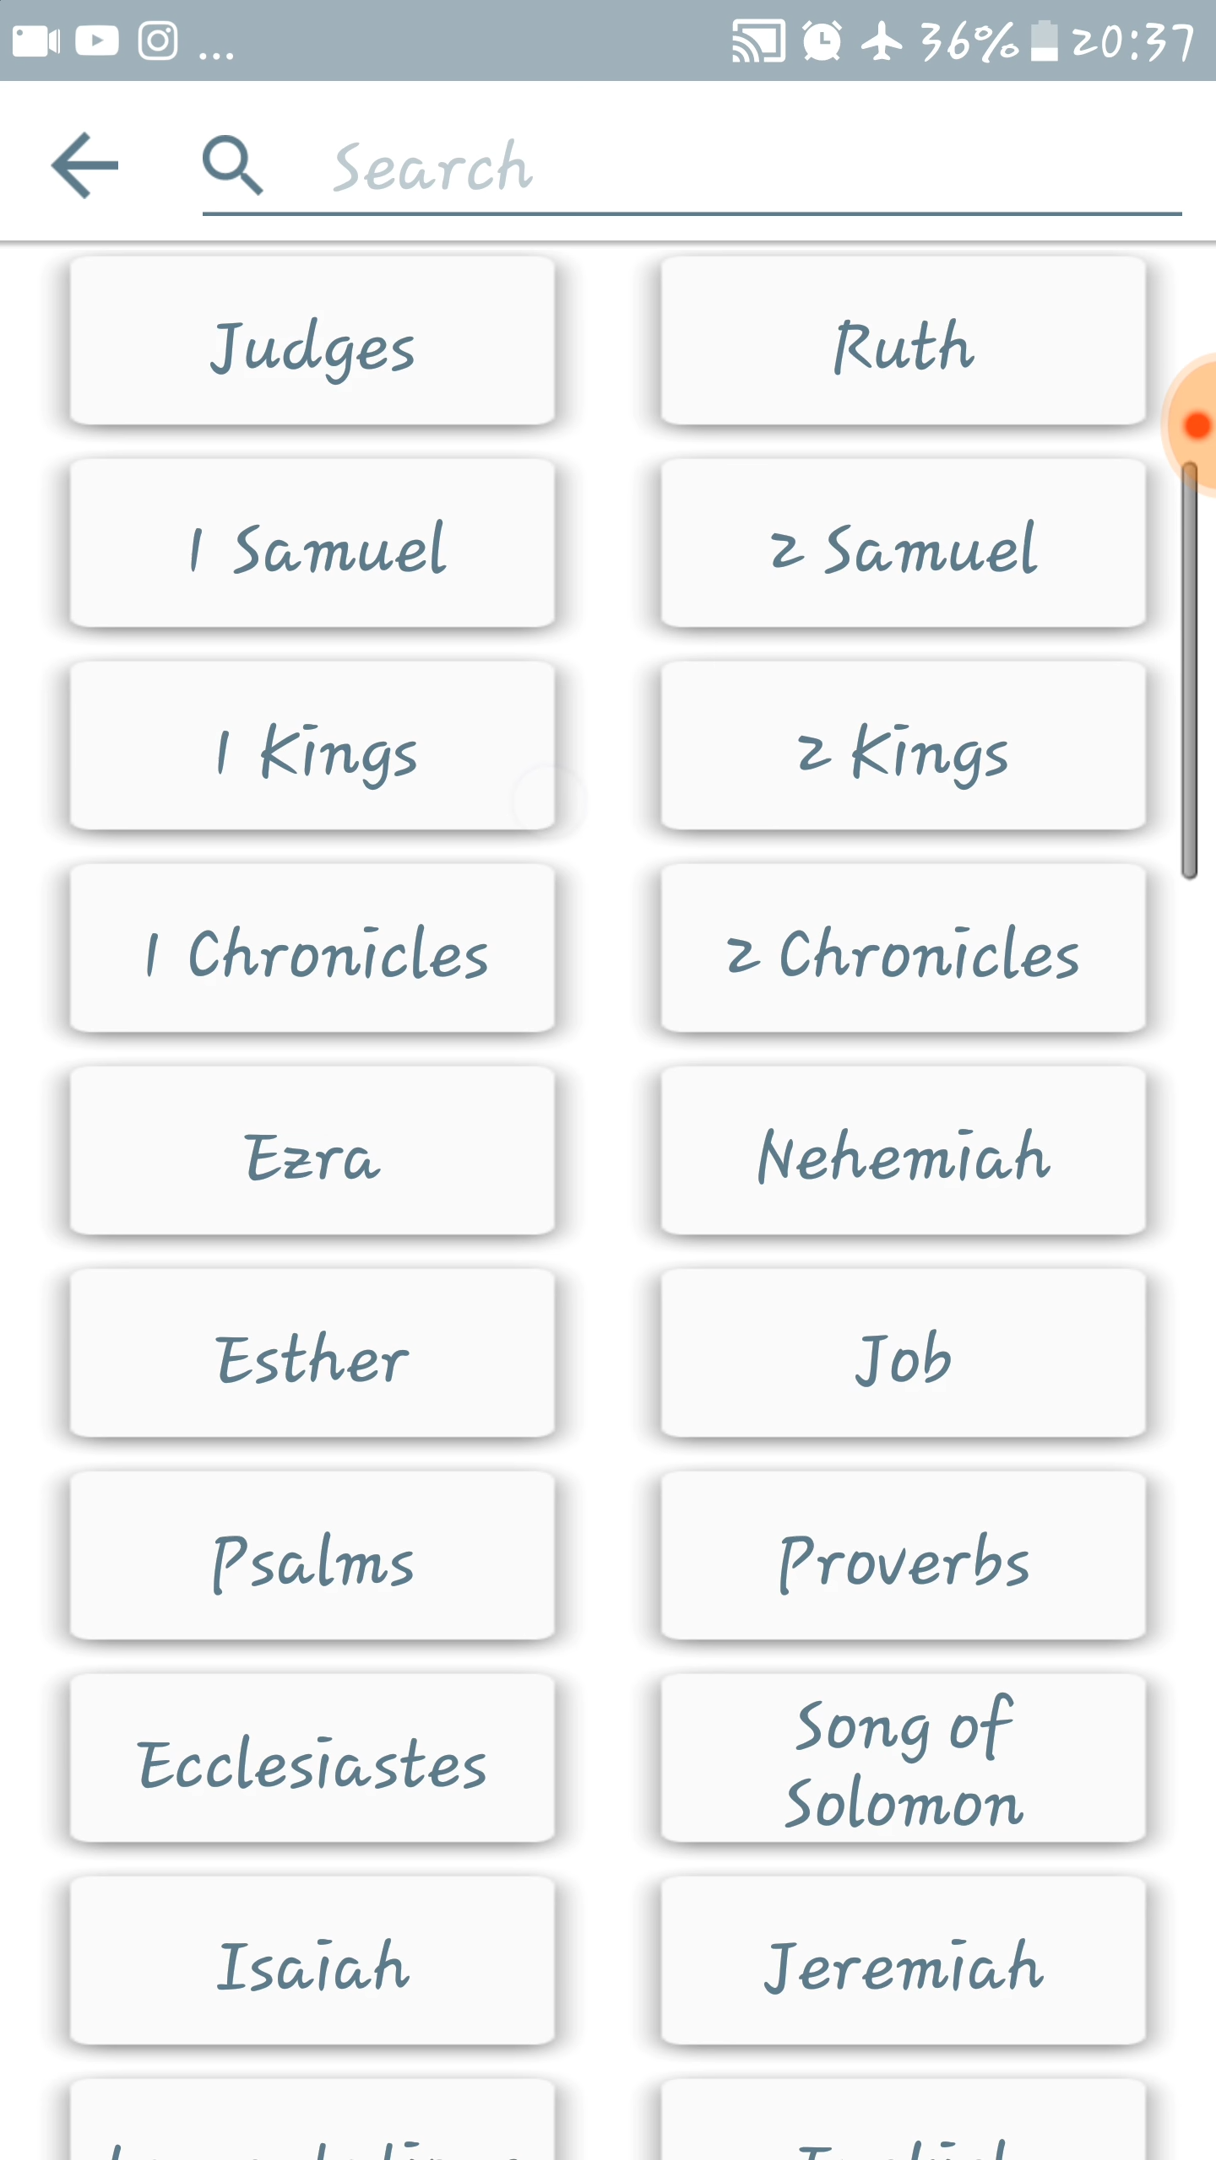 ... 36% 20:37
Search
Judges Ruth
1 Samuel 2 Samuel
1 Kings 2 Kings
1 Chronicles 2 Chronicles
Ezra Nehemiah
Esther Job
Psalms Proverbs
Ecclesiastes Song of
Solomon
Isaiah Jeremiah